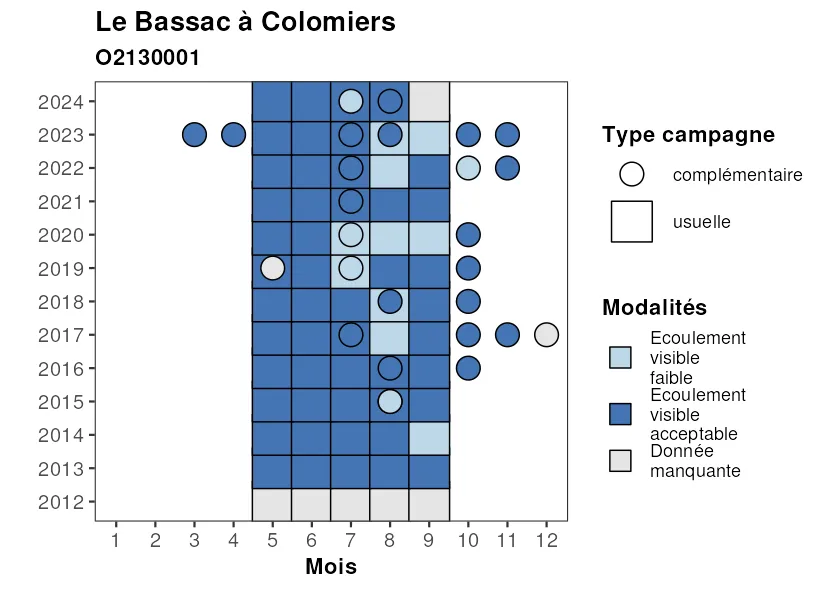 Le Bassac à Colomiers
O2130001
2024
2023
2022
2021
2020
2019
2018
2017
2016
2015
2014
2013
2012
1 2 3 4 5 6 7 8 9 10 11 12
Mois
Type campagne
complémentaire
usuelle
Modalités
Ecoulement
visible
faible
Ecoulement
visible
acceptable
Donnée
manquante